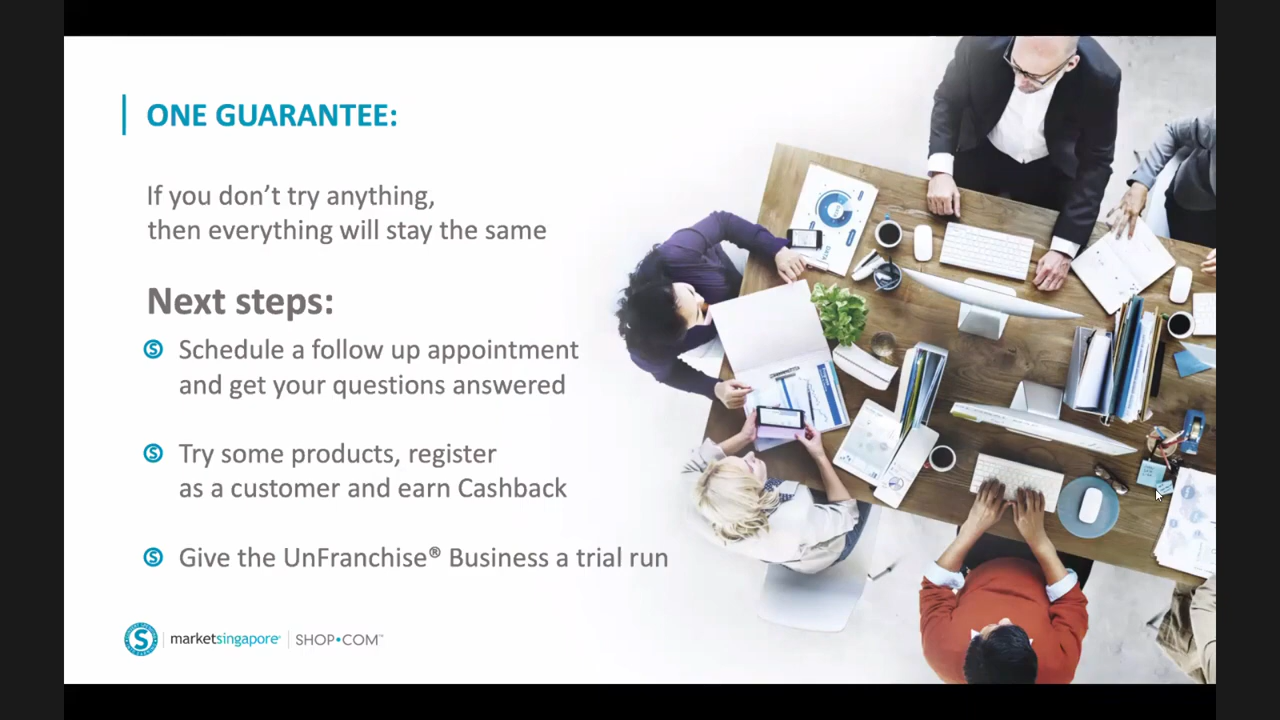 ONE GUARANTEE:
If you don’t try anything,
then everything will stay the same
Next steps:
Schedule a follow up appointment
and get your questions answered
Try some products, register
as a customer and earn Cashback
Give the UnFranchise® Business a trial run
S marketsingapore® SHOP•COM™